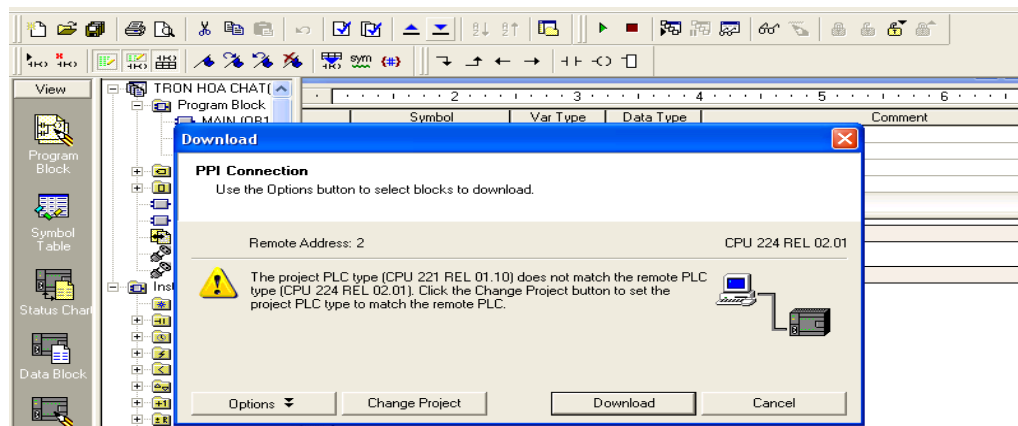 sym
View
TRON HOA CHAT(
Program Block
MAIN (OB1
2 3 4 5 6
Symbol Var Type Data Type Comment
Download
PPI Connection
Use the Options button to select blocks to download.
Remote Address: 2 CPU 224 REL 02.01
The project PLC type (CPU 221 REL 01.10) does not match the remote PLC
type (CPU 224 REL 02.01). Click the Change Project button to set the
project PLC type to match the remote PLC.
Options Change Project Download Cancel
Program
Block
Symbol
Table
Status Chart
Data Block
Inst